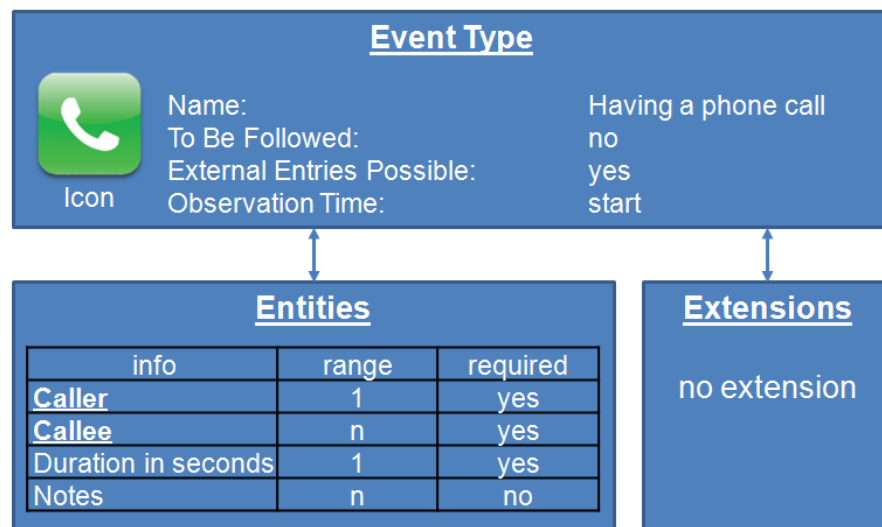 Event Type
Name: Having a phone call
To Be Followed: no
External Entries Possible: yes
Icon
Observation Time: start
Entities
info range required
Caller 1 yes
Callee n yes
Duration in seconds 1 yes
Notes n no
Extensions
no extension